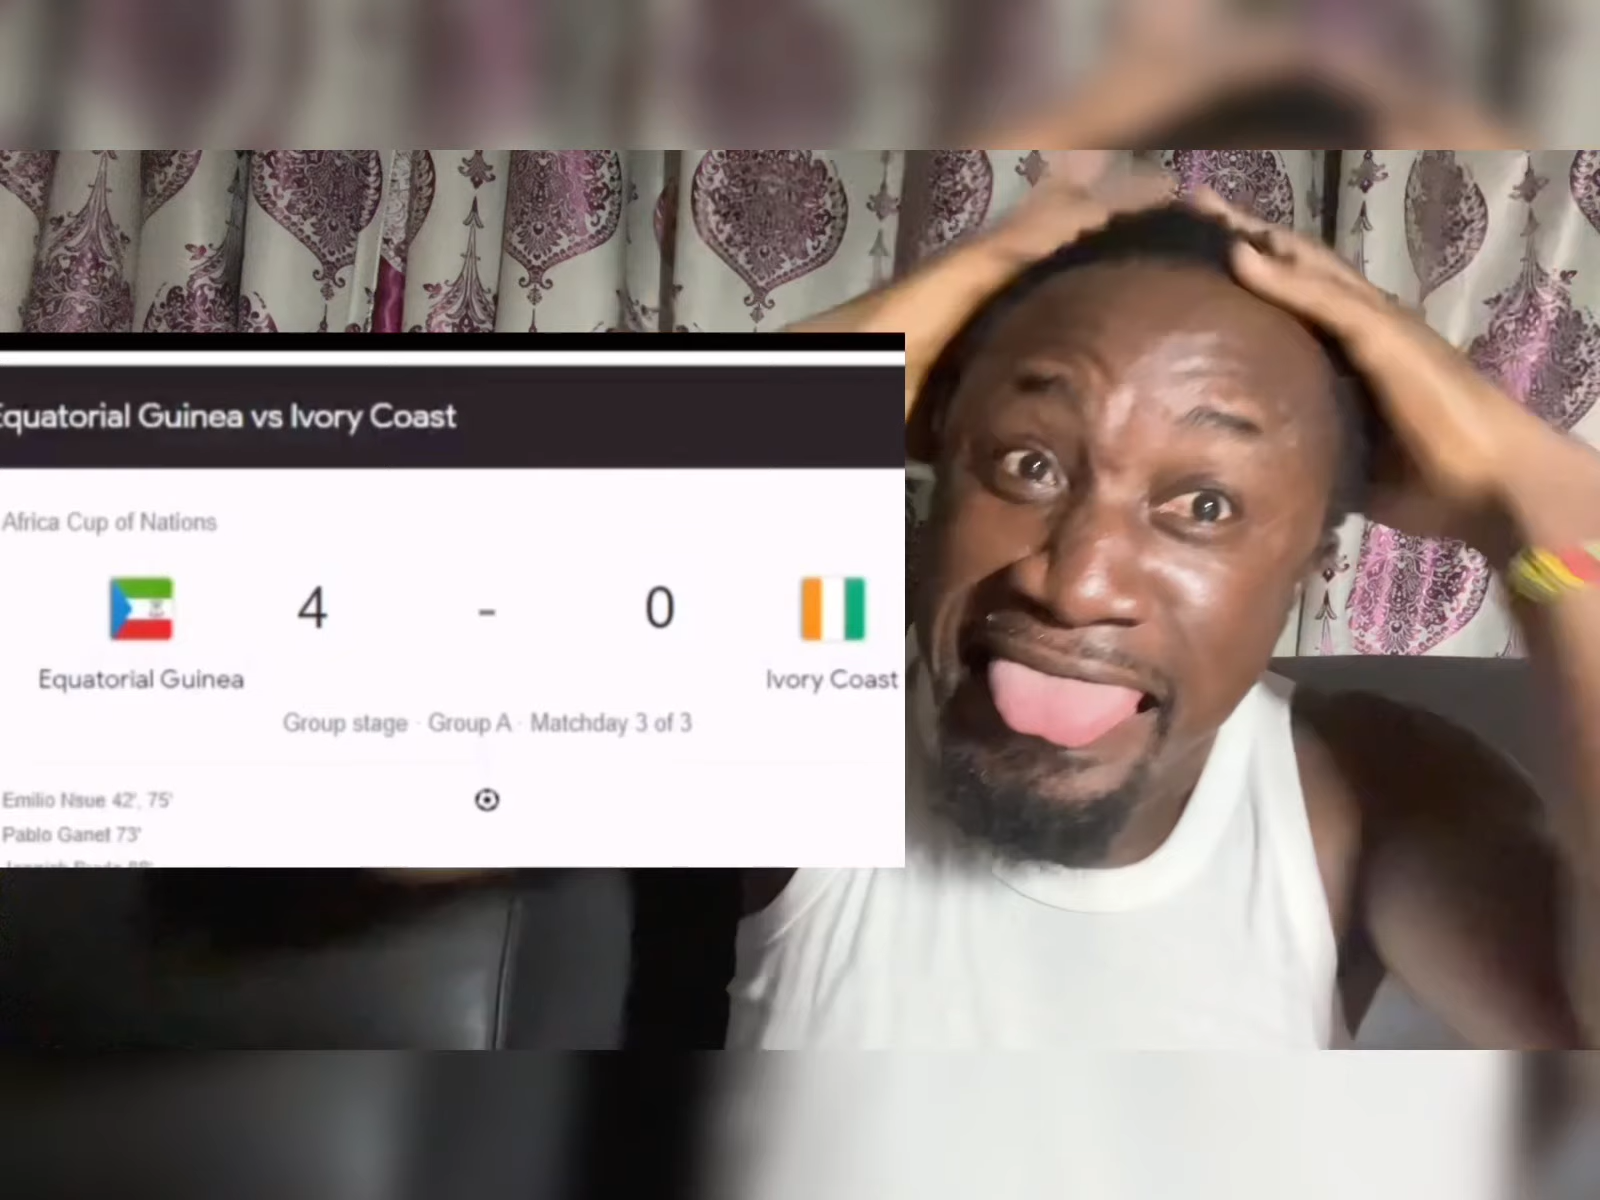 Equatorial Guinea vs Ivory Coast
Africa Cup of Nations
4 - 0
Equatorial Guinea
Ivory Coast
Group stage · Group A · Matchday 3 of 3
Emilio Nsue 42', 75'
Pablo Ganet 73'